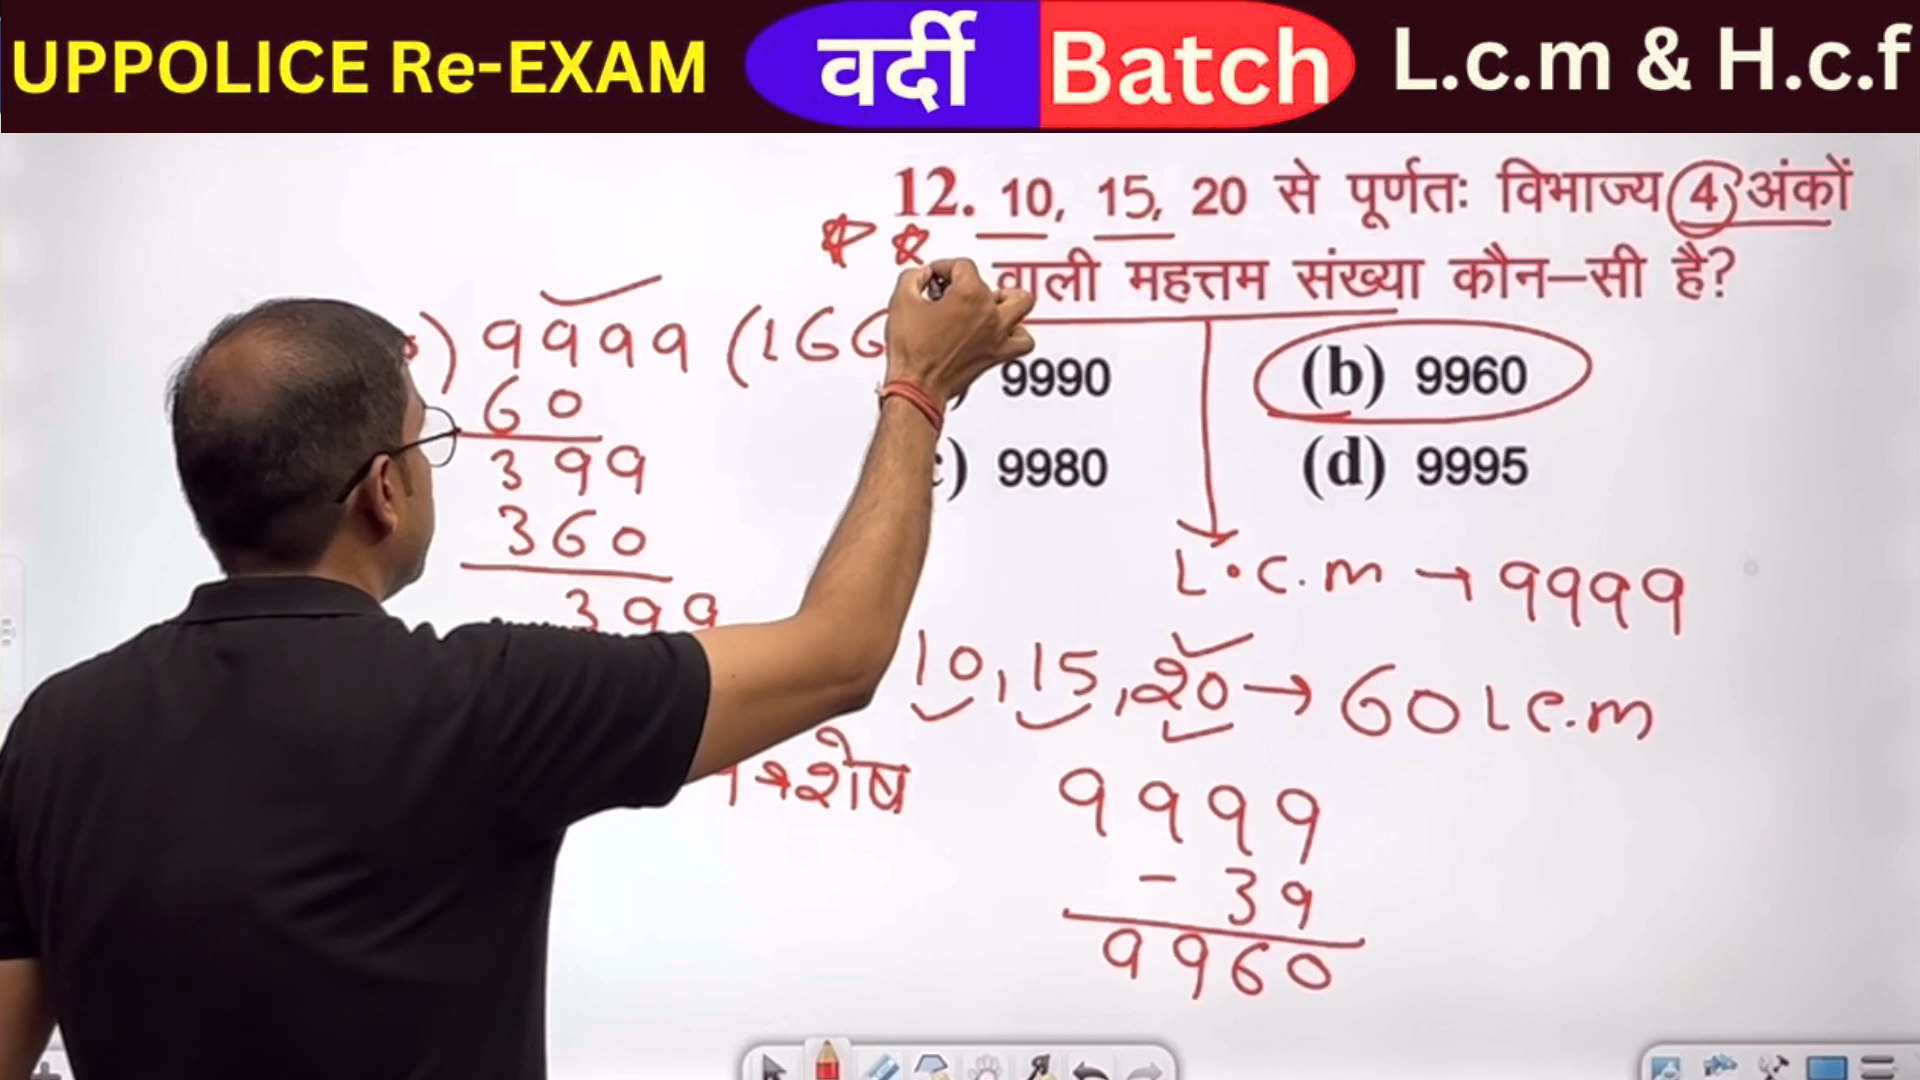 UPPOLICE Re-EXAM वर्दी Batch L.c.m & H.c.f
12. 10, 15, 20 से पूर्णतः विभाज्य 4 अंकों
वाली महत्तम संख्या कौन–सी है?
9990 (b) 9960
9980 (d) 9995
) 9999 (166
60
399
360
399
शेष
L.C.M → 9999
10, 15, 20 → 60 L.C.M
9999
- 39
9960